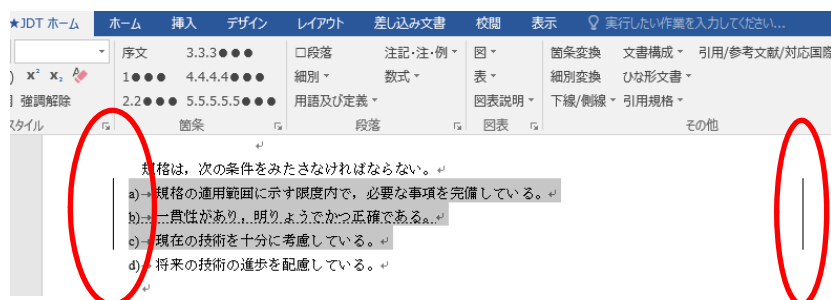 ★JDT ホーム ホーム 挿入 デザイン レイアウト 差し込み文書 校閲 表示 実行したい作業を入力してください...
序文 3.3.3●●● □段落 注記・注・例 図 箇条変換 文書構成 引用/参考文献/対応国際
x² x₂ 1●●● 4.4.4.4●●● 細別 数式 表 細別変換 ひな形文書
強調解除 2.2●●● 5.5.5.5.5●●● 用語及び定義 図表説明 下線/側線 引用規格
スタイル 箇条 段落 図表 その他
規格は，次の条件をみたさなければならない。
a)→規格の適用範囲に示す限度内で，必要な事項を完備している。
b)→一貫性があり，明りょうでかつ正確である。
c)→現在の技術を十分に考慮している。
d)→将来の技術の進歩を配慮している。